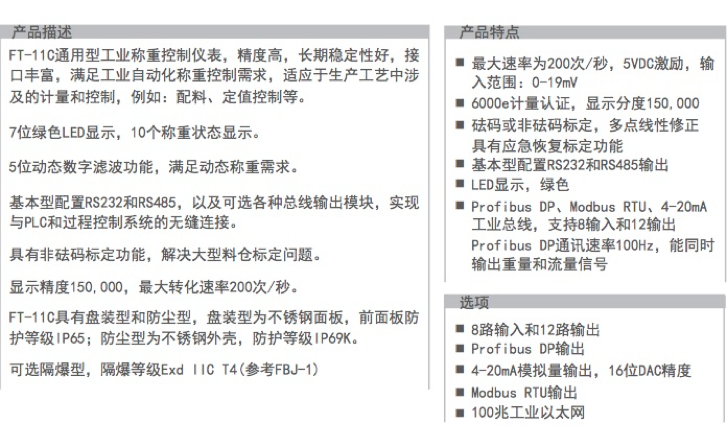 产品描述
FT-11C通用型工业称重控制仪表，精度高，长期稳定性好，接
口丰富，满足工业自动化称重控制需求，适应于生产工艺中涉
及的计量和控制，例如：配料、定值控制等。
7位绿色LED显示，10个称重状态显示。
5位动态数字滤波功能，满足动态称重需求。
基本型配置RS232和RS485，以及可选各种总线输出模块，实现
与PLC和过程控制系统的无缝连接。
具有非砝码标定功能，解决大型料仓标定问题。
显示精度150,000，最大转化速率200次/秒。
FT-11C具有盘装型和防尘型，盘装型为不锈钢面板，前面板防
护等级IP65；防尘型为不锈钢外壳，防护等级IP69K。
可选隔爆型，隔爆等级Exd IIC T4(参考FBJ-1)
产品特点
■ 最大速率为200次/秒，5VDC激励，输
入范围：0-19mV
■ 6000e计量认证，显示分度150,000
■ 砝码或非砝码标定，多点线性修正
具有应急恢复标定功能
■ 基本型配置RS232和RS485输出
■ LED显示，绿色
■ Profibus DP、Modbus RTU、4-20mA
工业总线，支持8输入和12输出
Profibus DP通讯速率100Hz，能同时
输出重量和流量信号
选项
■ 8路输入和12路输出
■ Profibus DP输出
■ 4-20mA模拟量输出，16位DAC精度
■ Modbus RTU输出
■ 100兆工业以太网